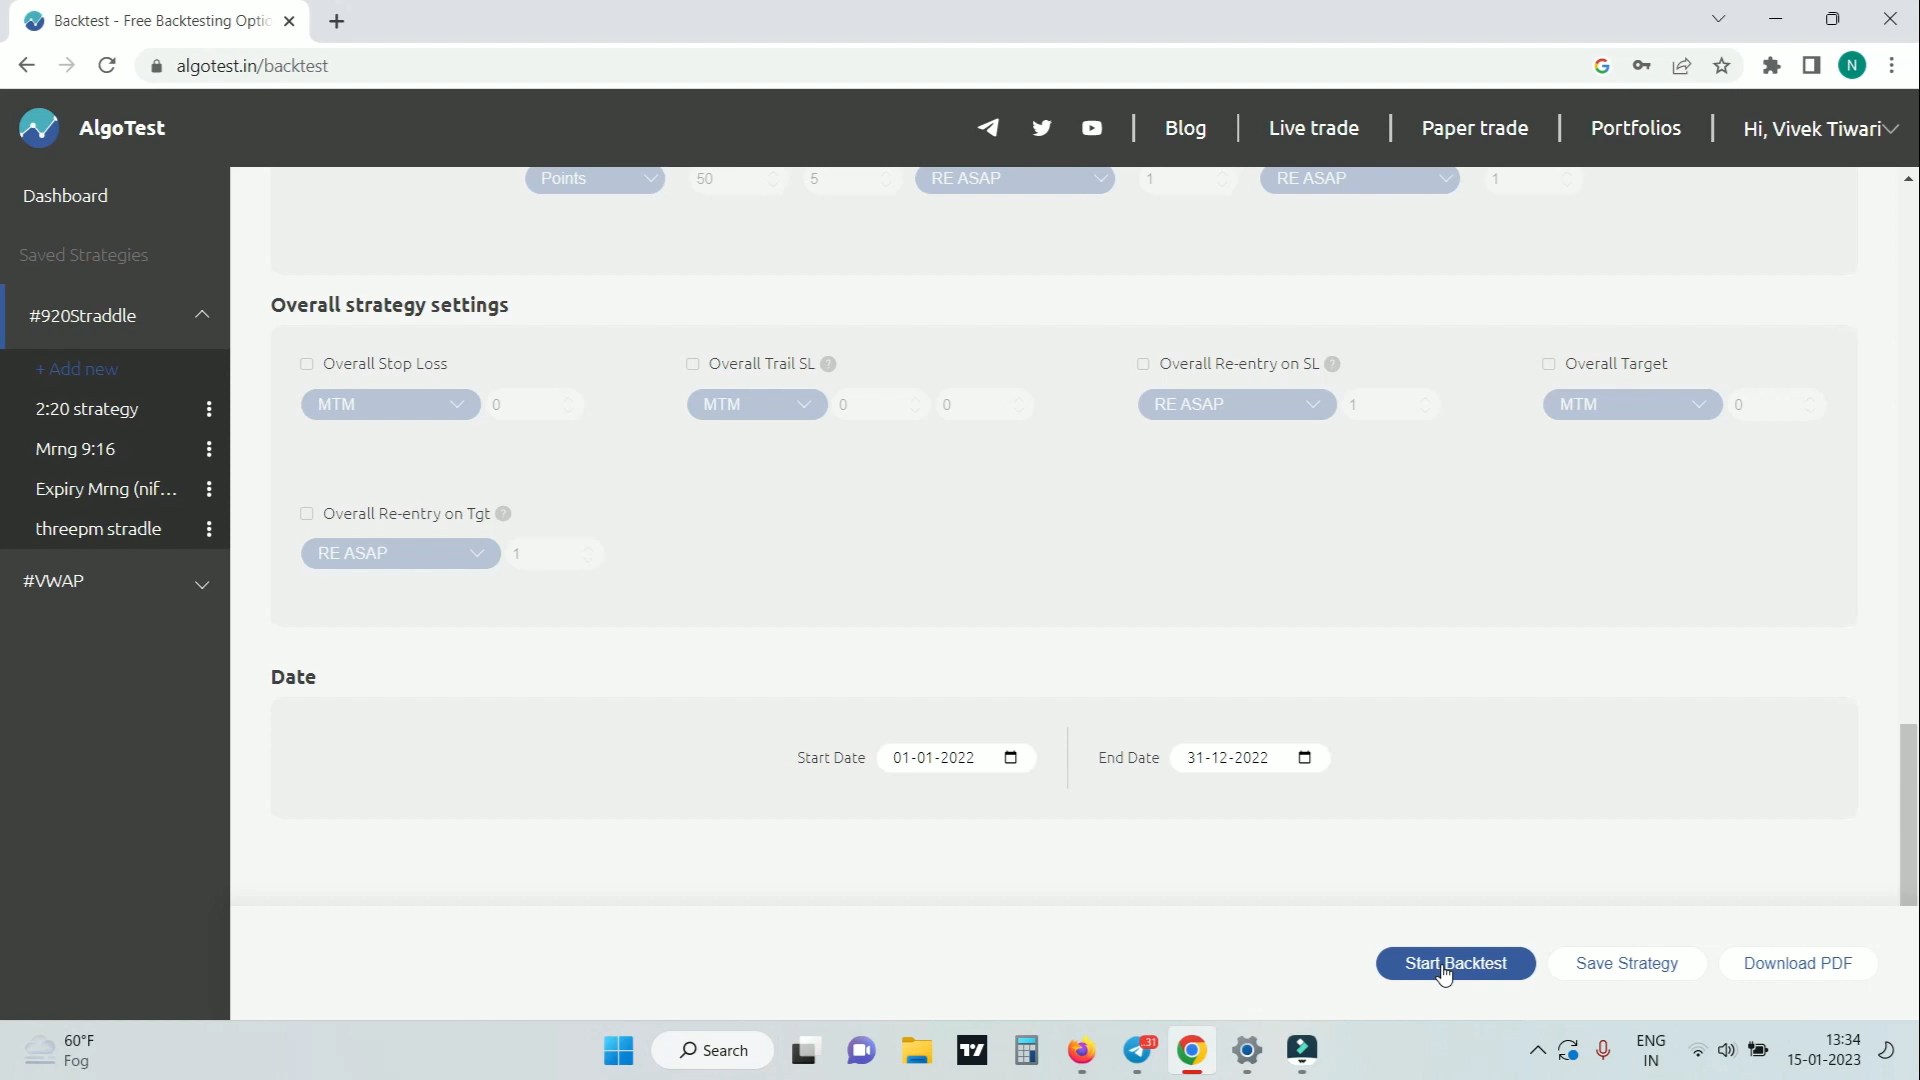 Backtest - Free Backtesting Optic
algotest.in/backtest
N
AlgoTest
Blog
Live trade
Paper trade
Portfolios
Hi, Vivek Tiwari
Dashboard
Saved Strategies
#920Straddle
+ Add new
2:20 strategy
Mrng 9:16
Expiry Mrng (nif...
threepm stradle
#VWAP
Points 50 5 RE ASAP 1 RE ASAP 1
Overall strategy settings
Overall Stop Loss
MTM 0
Overall Trail SL ?
MTM 0 0
Overall Re-entry on SL ?
RE ASAP 1
Overall Target
MTM 0
Overall Re-entry on Tgt ?
RE ASAP 1
Date
Start Date 01-01-2022
End Date 31-12-2022
Start Backtest
Save Strategy
Download PDF
60°F
Fog
Search
31
ENG
IN
13:34
15-01-2023